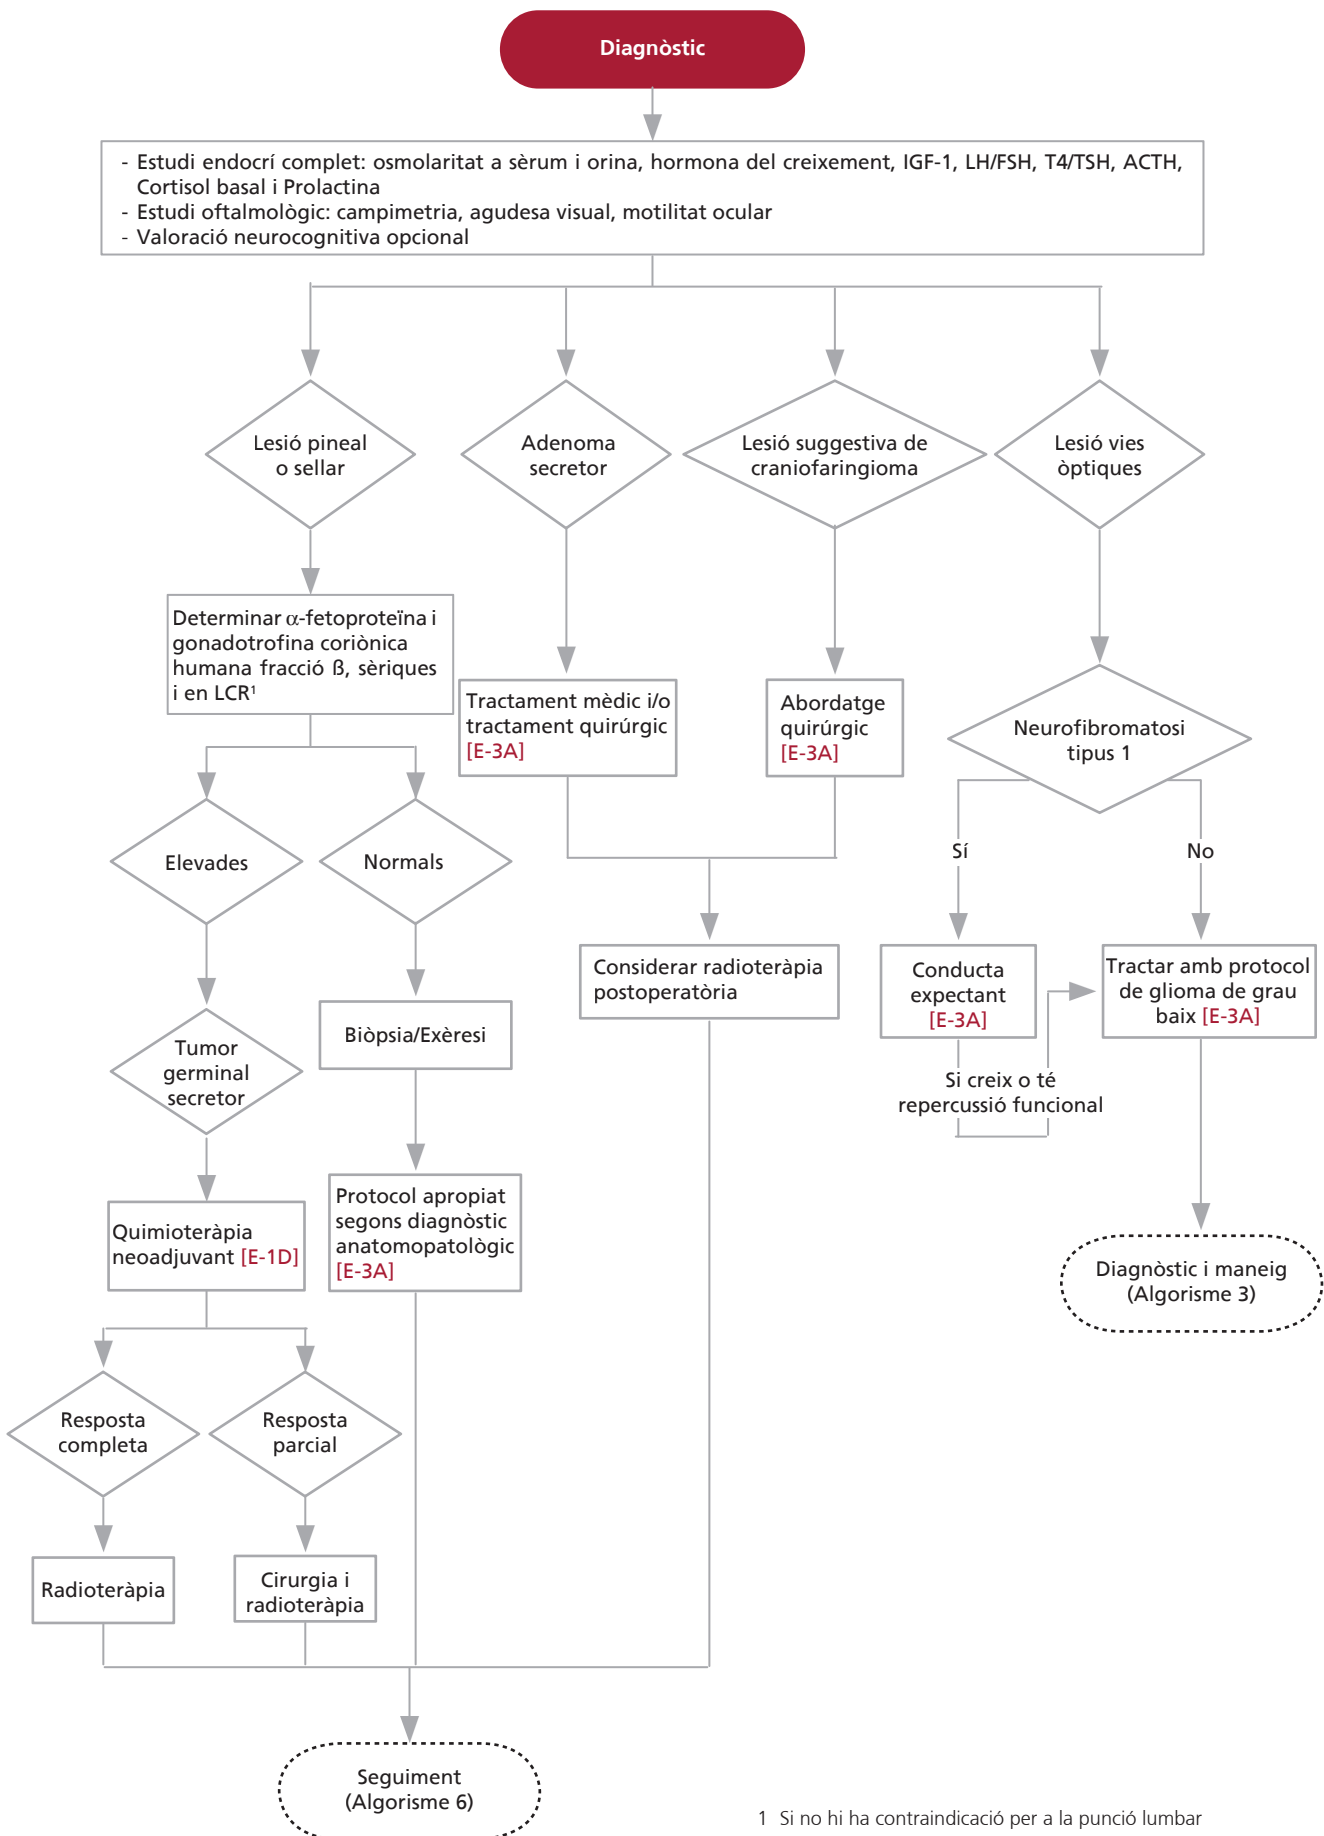 Diagnòstic
- Estudi endocrí complet: osmolaritat a sèrum i orina, hormona del creixement, IGF-1, LH/FSH, T4/TSH, ACTH,
Cortisol basal i Prolactina
- Estudi oftalmològic: campimetria, agudesa visual, motilitat ocular
- Valoració neurocognitiva opcional
Lesió pineal
o sellar
Adenoma
secretor
Lesió suggestiva de
craniofaringioma
Lesió vies
òptiques
Determinar α-fetoproteïna i
gonadotrofina coriònica
humana fracció ß, sèriques
i en LCR¹
Tractament mèdic i/o
tractament quirúrgic
[E-3A]
Abordatge
quirúrgic
[E-3A]
Neurofibromatosi
tipus 1
Elevades
Normals
Sí
No
Considerar radioteràpia
postoperatòria
Conducta
expectant
[E-3A]
Tractar amb protocol
de glioma de grau
baix [E-3A]
Tumor
germinal
secretor
Biòpsia/Exèresi
Si creix o té
repercussió funcional
Quimioteràpia
neoadjuvant [E-1D]
Protocol apropiat
segons diagnòstic
anatomopatològic
[E-3A]
Diagnòstic i maneig
(Algorisme 3)
Resposta
completa
Resposta
parcial
Radioteràpia
Cirurgia i
radioteràpia
Seguiment
(Algorisme 6)
1 Si no hi ha contraindicació per a la punció lumbar